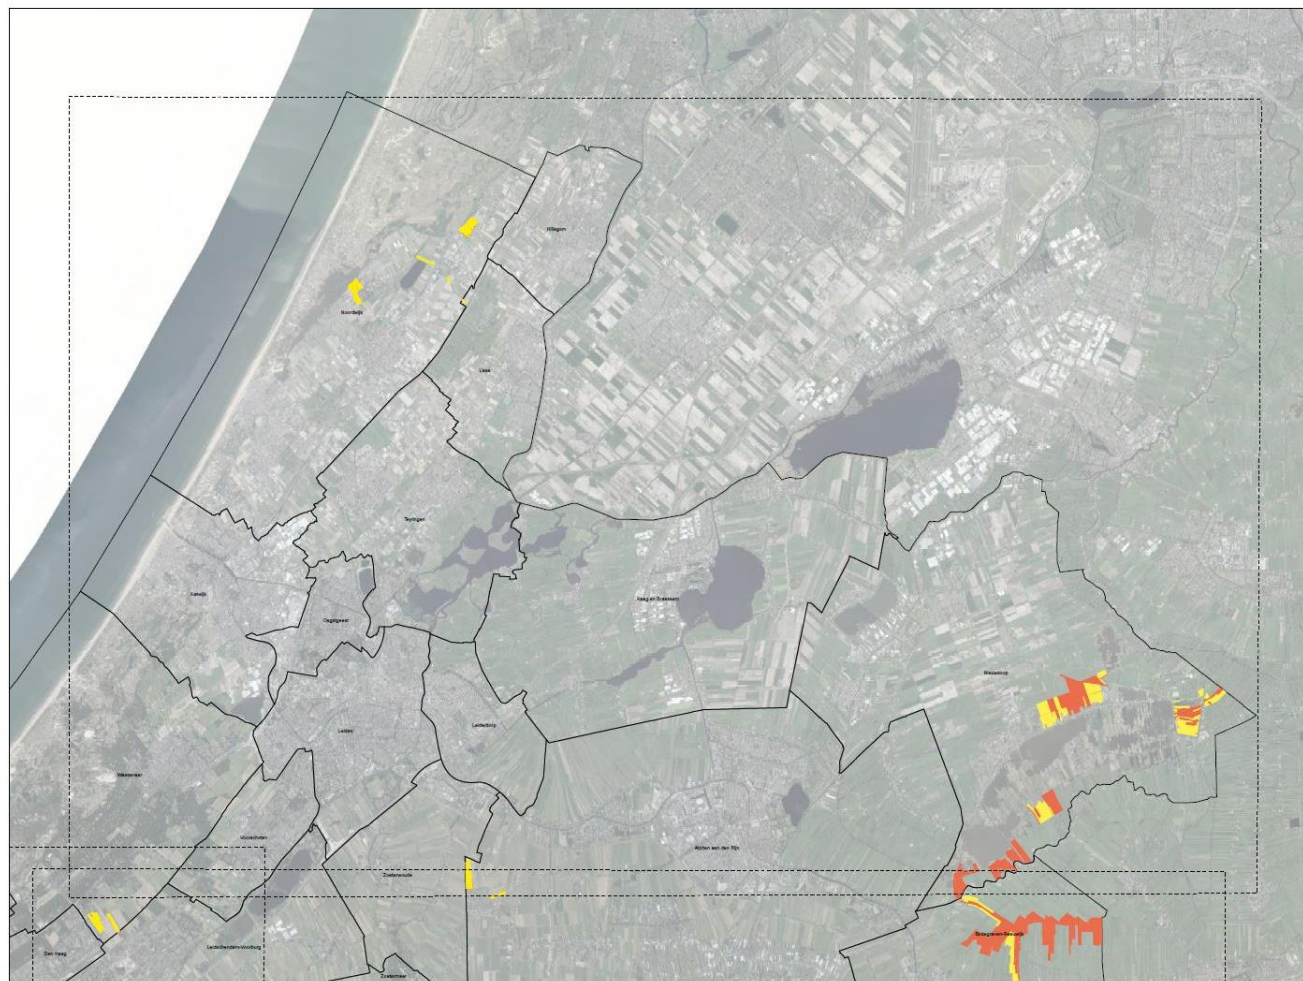 Hillegom
Noordwijk
Lisse
Teylingen
Katwijk
Kaag en Braassem
Oegstgeest
Nieuwkoop
Leiderdorp
Leiden
Wassenaar
Voorschoten
Alphen aan den Rijn
Zoeterwoude
Bodegraven-Reeuwijk
Leidschendam-Voorburg
Den Haag
Zoetermeer